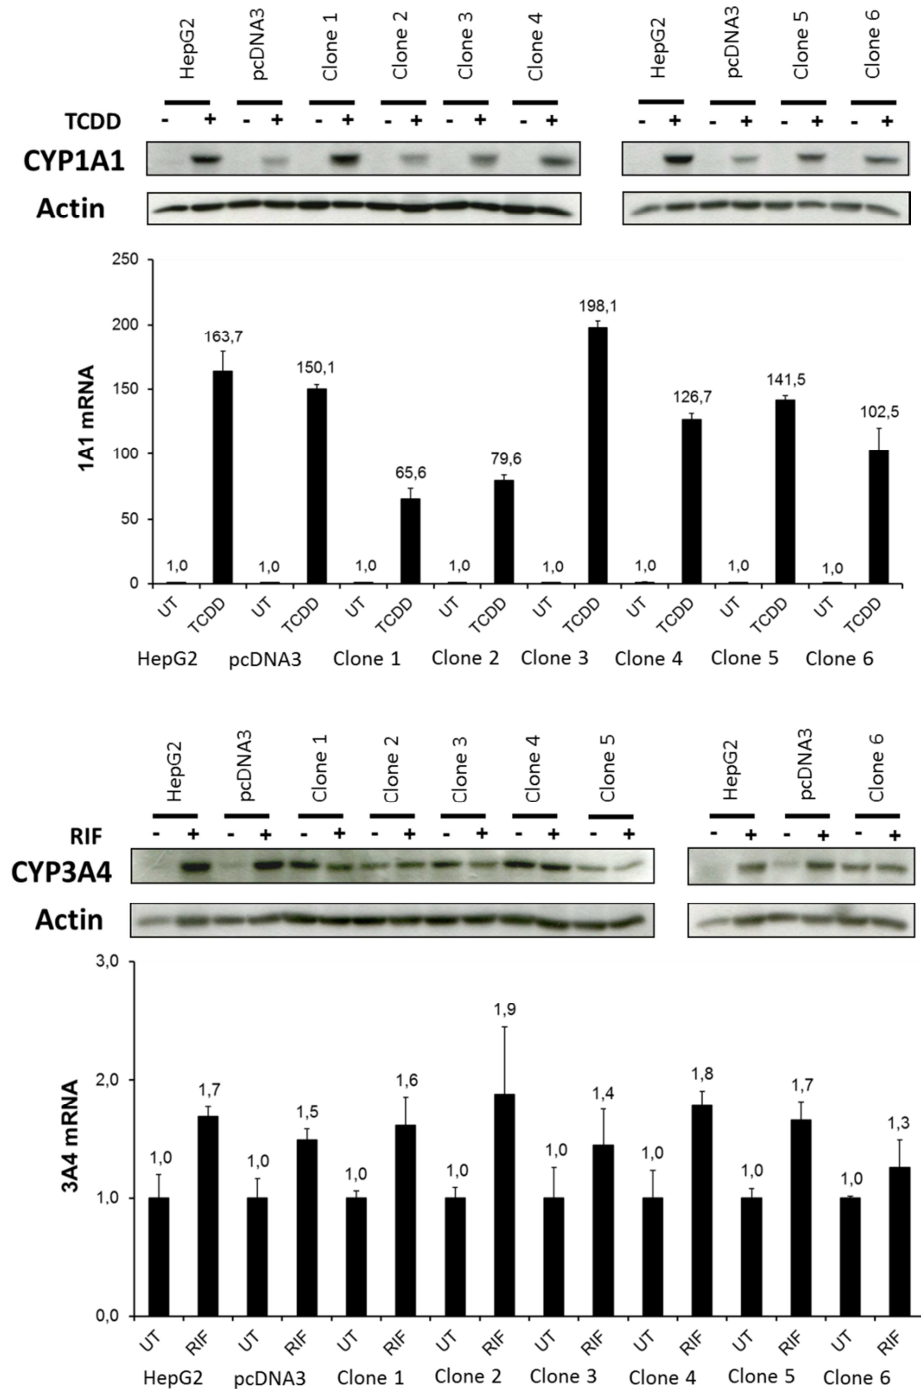 HepG2 pcDNA3 Clone 1 Clone 2 Clone 3 Clone 4 HepG2 pcDNA3 Clone 5 Clone 6
TCDD - + - + - + - + - + - + - + - + - + - +
CYP1A1
Actin
250
200
150
100
50
0
1A1 mRNA
1,0 163,7 1,0 150,1 1,0 65,6 1,0 79,6 1,0 198,1 1,0 126,7 1,0 141,5 1,0 102,5
UT TCDD UT TCDD UT TCDD UT TCDD UT TCDD UT TCDD UT TCDD UT TCDD
HepG2 pcDNA3 Clone 1 Clone 2 Clone 3 Clone 4 Clone 5 Clone 6
HepG2 pcDNA3 Clone 1 Clone 2 Clone 3 Clone 4 Clone 5 HepG2 pcDNA3 Clone 6
RIF - + - + - + - + - + - + - + - + - + - +
CYP3A4
Actin
3,0
2,0
1,0
0,0
3A4 mRNA
1,0 1,7 1,0 1,5 1,0 1,6 1,0 1,9 1,0 1,4 1,0 1,8 1,0 1,7 1,0 1,3
UT RIF UT RIF UT RIF UT RIF UT RIF UT RIF UT RIF UT RIF
HepG2 pcDNA3 Clone 1 Clone 2 Clone 3 Clone 4 Clone 5 Clone 6